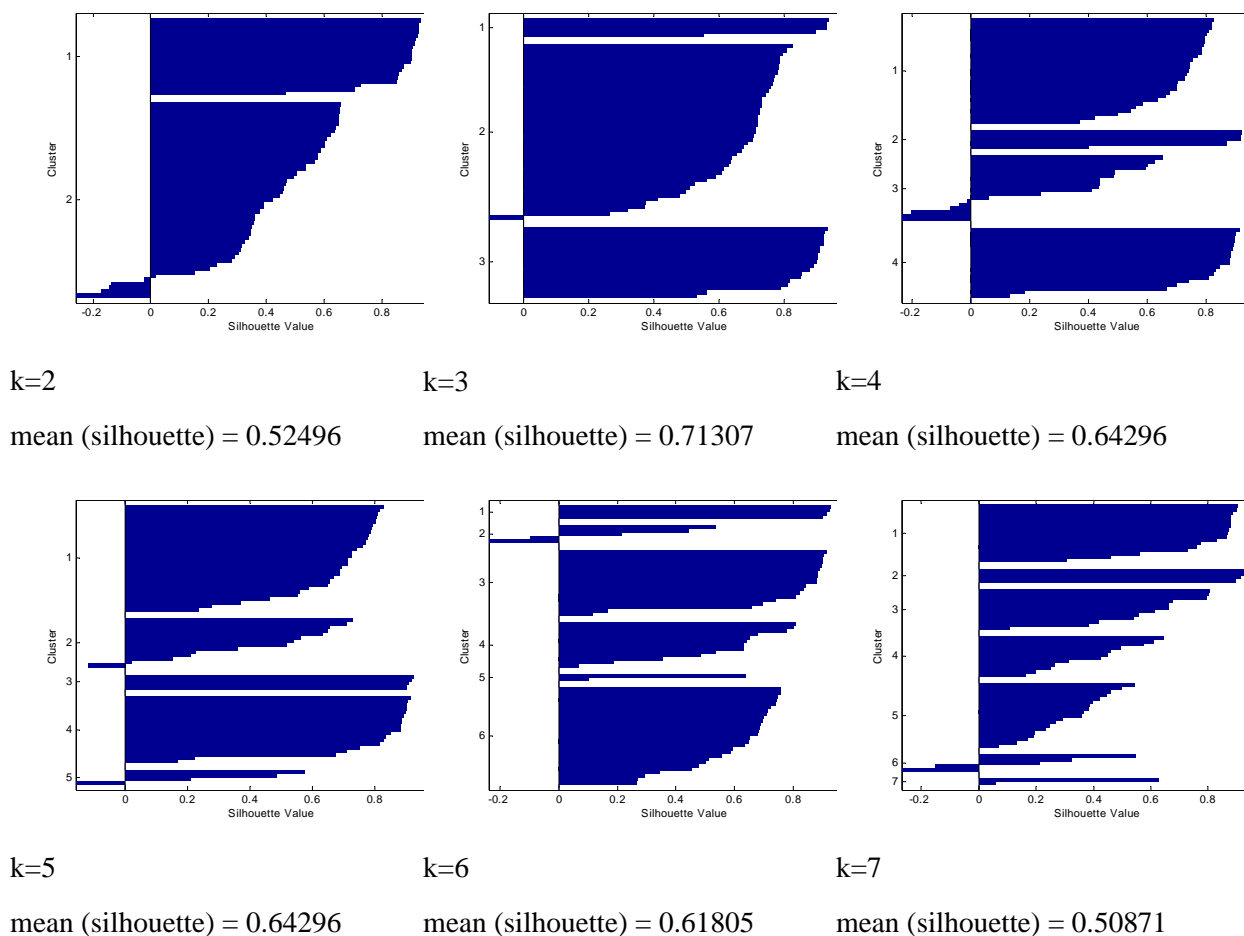 1
2
Cluster
-0.2 0 0.2 0.4 0.6 0.8
Silhouette Value
1
2
3
Cluster
0 0.2 0.4 0.6 0.8
Silhouette Value
1
2
3
4
Cluster
-0.2 0 0.2 0.4 0.6 0.8
Silhouette Value
k=2
k=3
k=4
mean (silhouette) = 0.52496
mean (silhouette) = 0.71307
mean (silhouette) = 0.64296
1
2
3
4
5
Cluster
0 0.2 0.4 0.6 0.8
Silhouette Value
1
2
3
4
5
6
Cluster
-0.2 0 0.2 0.4 0.6 0.8
Silhouette Value
1
2
3
4
5
6
7
Cluster
-0.2 0 0.2 0.4 0.6 0.8
Silhouette Value
k=5
k=6
k=7
mean (silhouette) = 0.64296
mean (silhouette) = 0.61805
mean (silhouette) = 0.50871